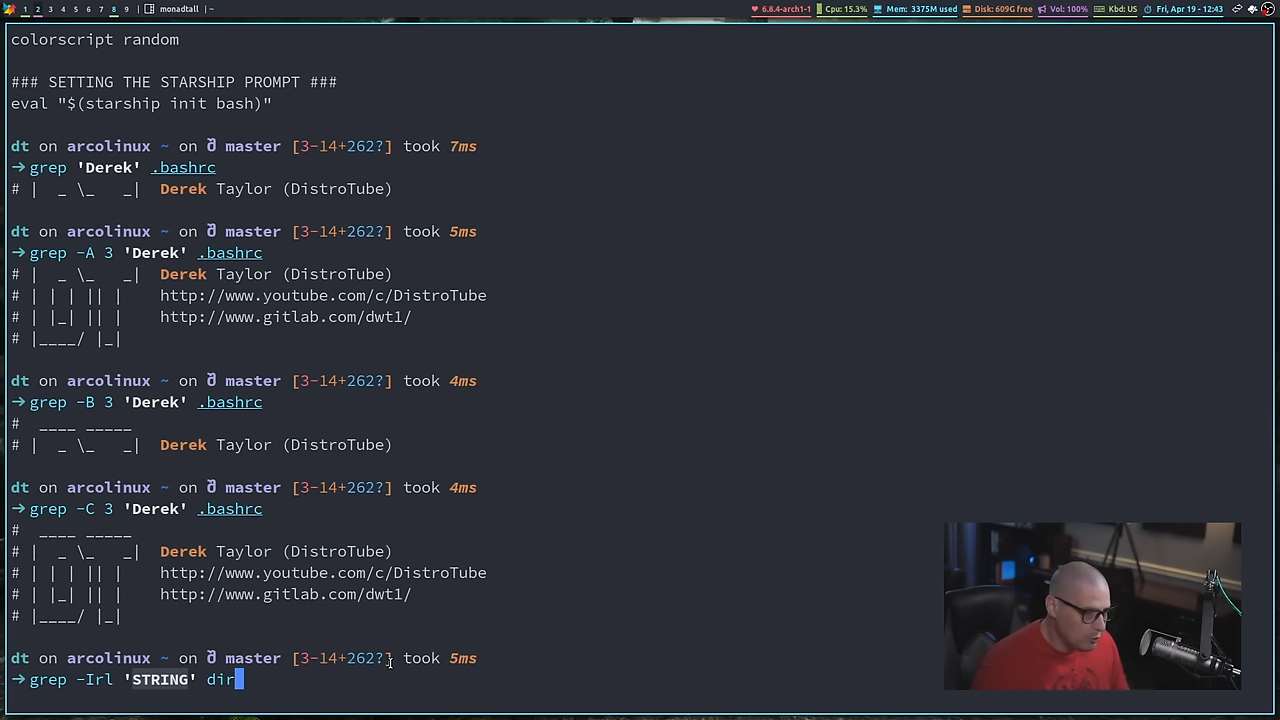 1 2 3 4 5 6 7 8 9 | monadtall | ~ 6.8.4-arch1-1 Cpu: 15.3% Mem: 3375M used Disk: 609G free Vol: 100% Kbd: US Fri, Apr 19 - 12:43
colorscript random
### SETTING THE STARSHIP PROMPT ###
eval "$(starship init bash)"
dt on arcolinux ~ on ð master [3-14+262?] took 7ms
→ grep 'Derek' .bashrc
# |  _ \_   _|  Derek Taylor (DistroTube)
dt on arcolinux ~ on ð master [3-14+262?] took 5ms
→ grep -A 3 'Derek' .bashrc
# |  _ \_   _|  Derek Taylor (DistroTube)
# | | | || |    http://www.youtube.com/c/DistroTube
# | |_| || |    http://www.gitlab.com/dwt1/
# |____/ |_|
dt on arcolinux ~ on ð master [3-14+262?] took 4ms
→ grep -B 3 'Derek' .bashrc
#  ____ _____
# |  _ \_   _|  Derek Taylor (DistroTube)
dt on arcolinux ~ on ð master [3-14+262?] took 4ms
→ grep -C 3 'Derek' .bashrc
#  ____ _____
# |  _ \_   _|  Derek Taylor (DistroTube)
# | | | || |    http://www.youtube.com/c/DistroTube
# | |_| || |    http://www.gitlab.com/dwt1/
# |____/ |_|
dt on arcolinux ~ on ð master [3-14+262?] took 5ms
→ grep -Irl 'STRING' dir